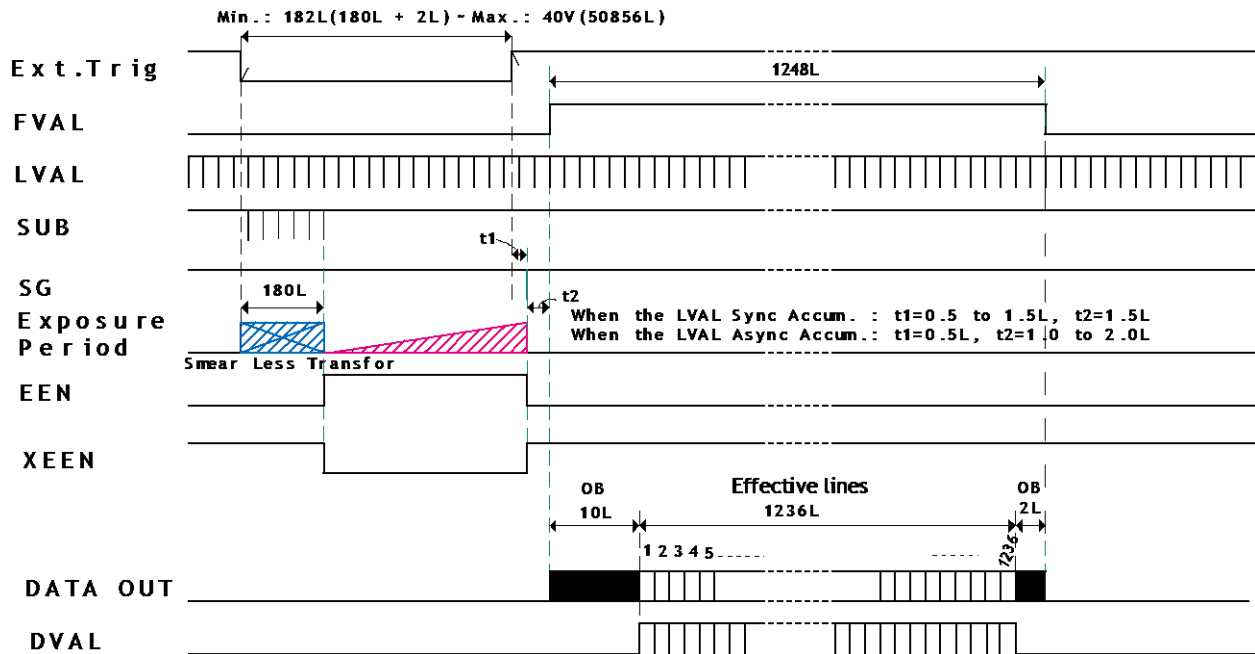 Min.: 182L(180L + 2L) ~ Max.: 40V(50856L)
Ext.Trig
1248L
FVAL
LVAL
SUB
t1
SG
180L
t2
Exposure
Period
When the LVAL Sync Accum. : t1=0.5 to 1.5L, t2=1.5L
When the LVAL Async Accum.: t1=0.5L, t2=1.0 to 2.0L
Smear Less Transfor
EEN
XEEN
OB
10L
Effective lines
1236L
OB
2L
1 2 3 4 5
1236
DATA OUT
DVAL